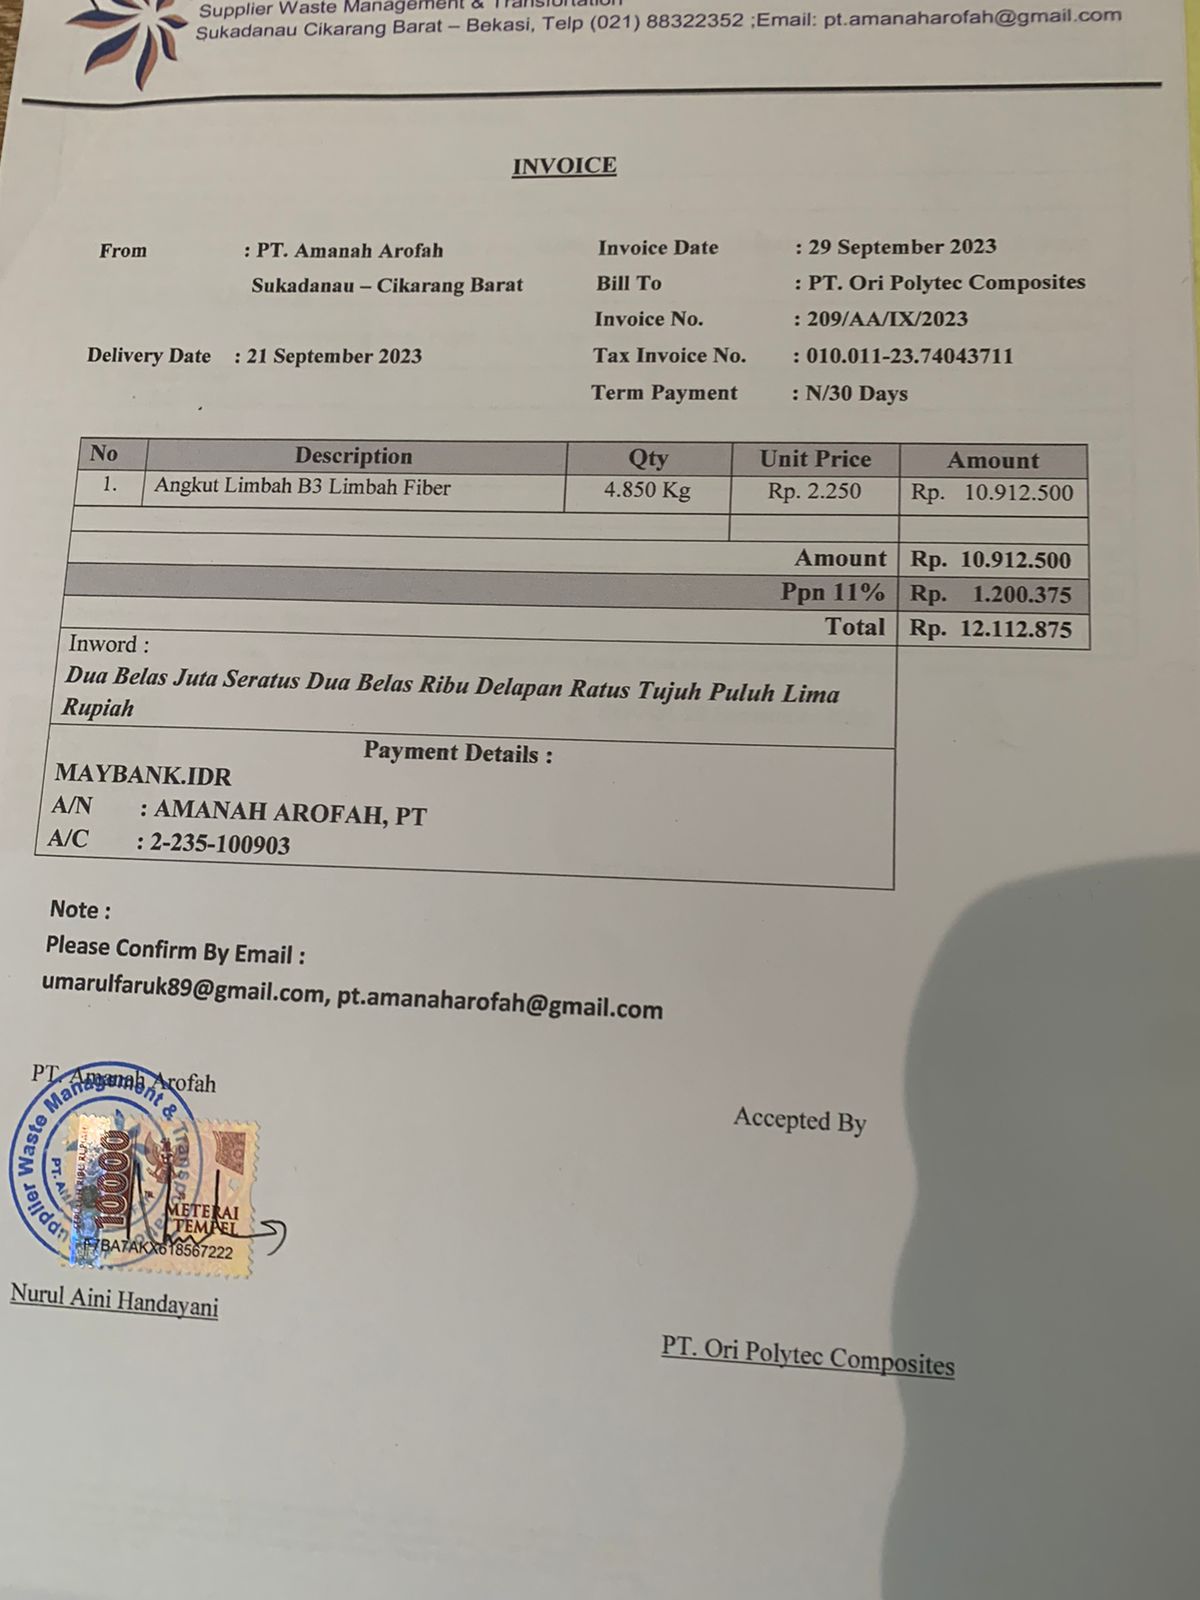 Supplier Waste Management & Transfortation
Sukadanau Cikarang Barat – Bekasi, Telp (021) 88322352 ;Email: pt.amanaharofah@gmail.com
INVOICE
From : PT. Amanah Arofah
Sukadanau – Cikarang Barat
Delivery Date : 21 September 2023
Invoice Date : 29 September 2023
Bill To : PT. Ori Polytec Composites
Invoice No. : 209/AA/IX/2023
Tax Invoice No. : 010.011-23.74043711
Term Payment : N/30 Days
No Description Qty Unit Price Amount
1. Angkut Limbah B3 Limbah Fiber 4.850 Kg Rp. 2.250 Rp. 10.912.500
Amount Rp. 10.912.500
Ppn 11% Rp. 1.200.375
Total Rp. 12.112.875
Inword :
Dua Belas Juta Seratus Dua Belas Ribu Delapan Ratus Tujuh Puluh Lima
Rupiah
Payment Details :
MAYBANK.IDR
A/N : AMANAH AROFAH, PT
A/C : 2-235-100903
Note :
Please Confirm By Email :
umarulfaruk89@gmail.com, pt.amanaharofah@gmail.com
PT. Amanah Arofah
Supplier Waste Management &
10000
METERAI
TEMPEL
Nurul Aini Handayani
Accepted By
PT. Ori Polytec Composites